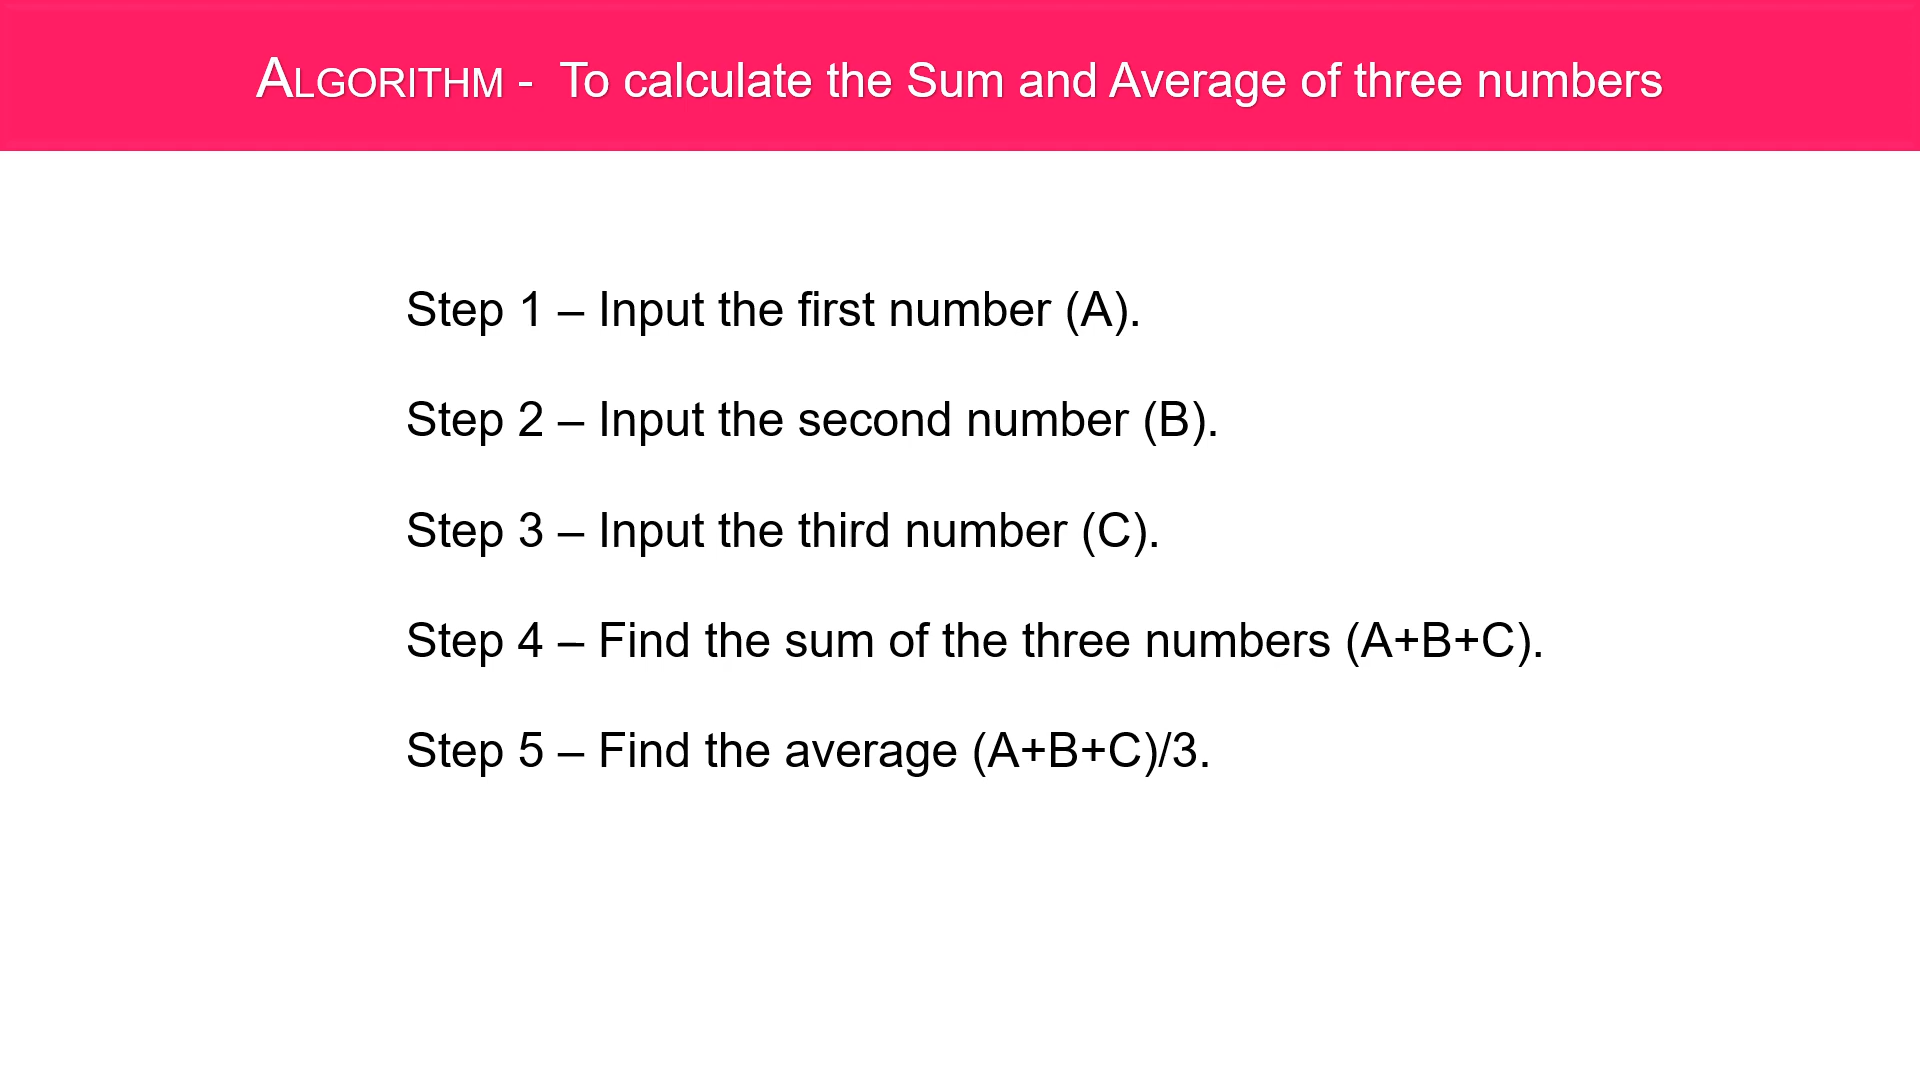 ALGORITHM - To calculate the Sum and Average of three numbers
Step 1 – Input the first number (A).
Step 2 – Input the second number (B).
Step 3 – Input the third number (C).
Step 4 – Find the sum of the three numbers (A+B+C).
Step 5 – Find the average (A+B+C)/3.